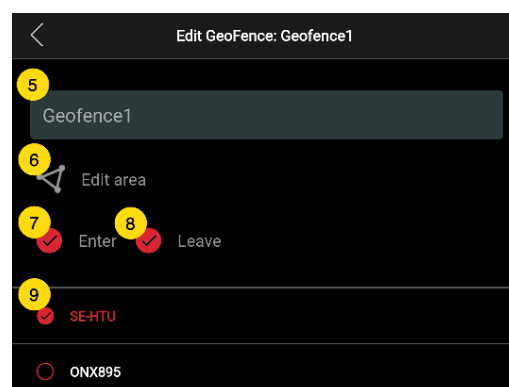 Edit GeoFence: Geofence1
5
Geofence1
6
Edit area
7 Enter 8 Leave
9
SE-HTU
ONX895